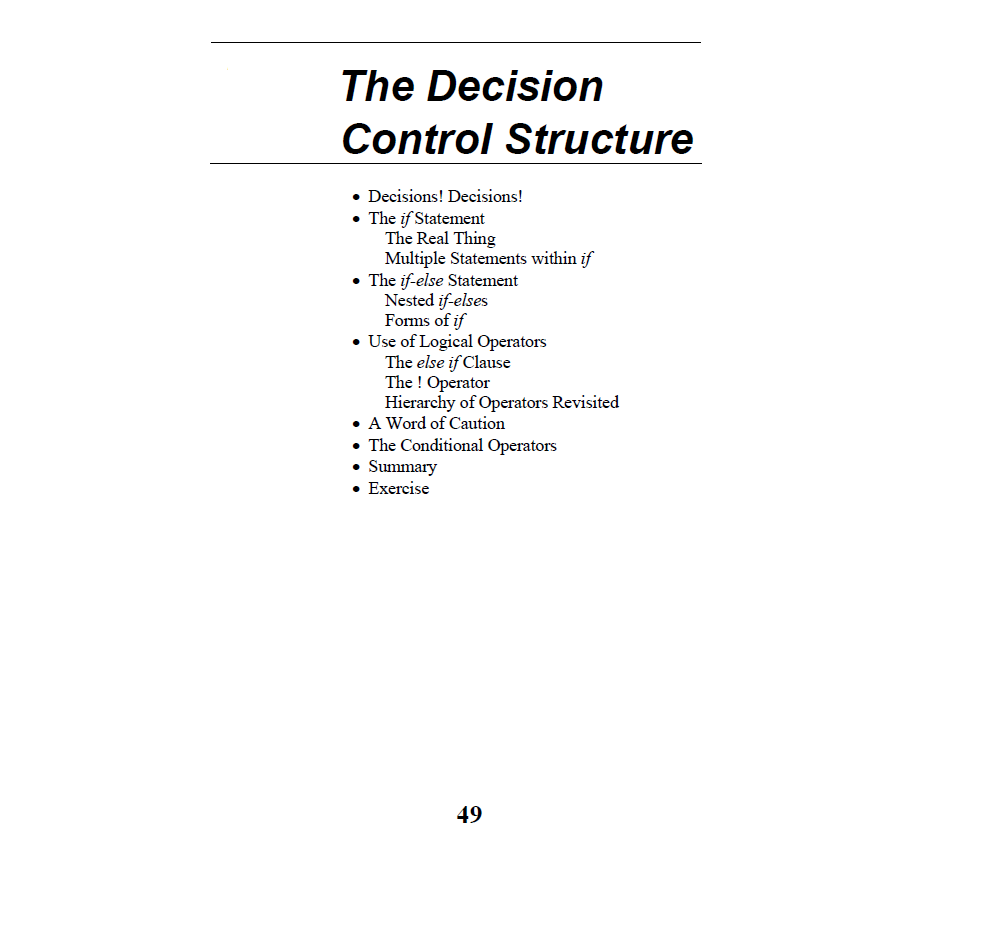 The Decision
Control Structure
• Decisions! Decisions!
• The if Statement
The Real Thing
Multiple Statements within if
• The if-else Statement
Nested if-elses
Forms of if
• Use of Logical Operators
The else if Clause
The ! Operator
Hierarchy of Operators Revisited
• A Word of Caution
• The Conditional Operators
• Summary
• Exercise
49